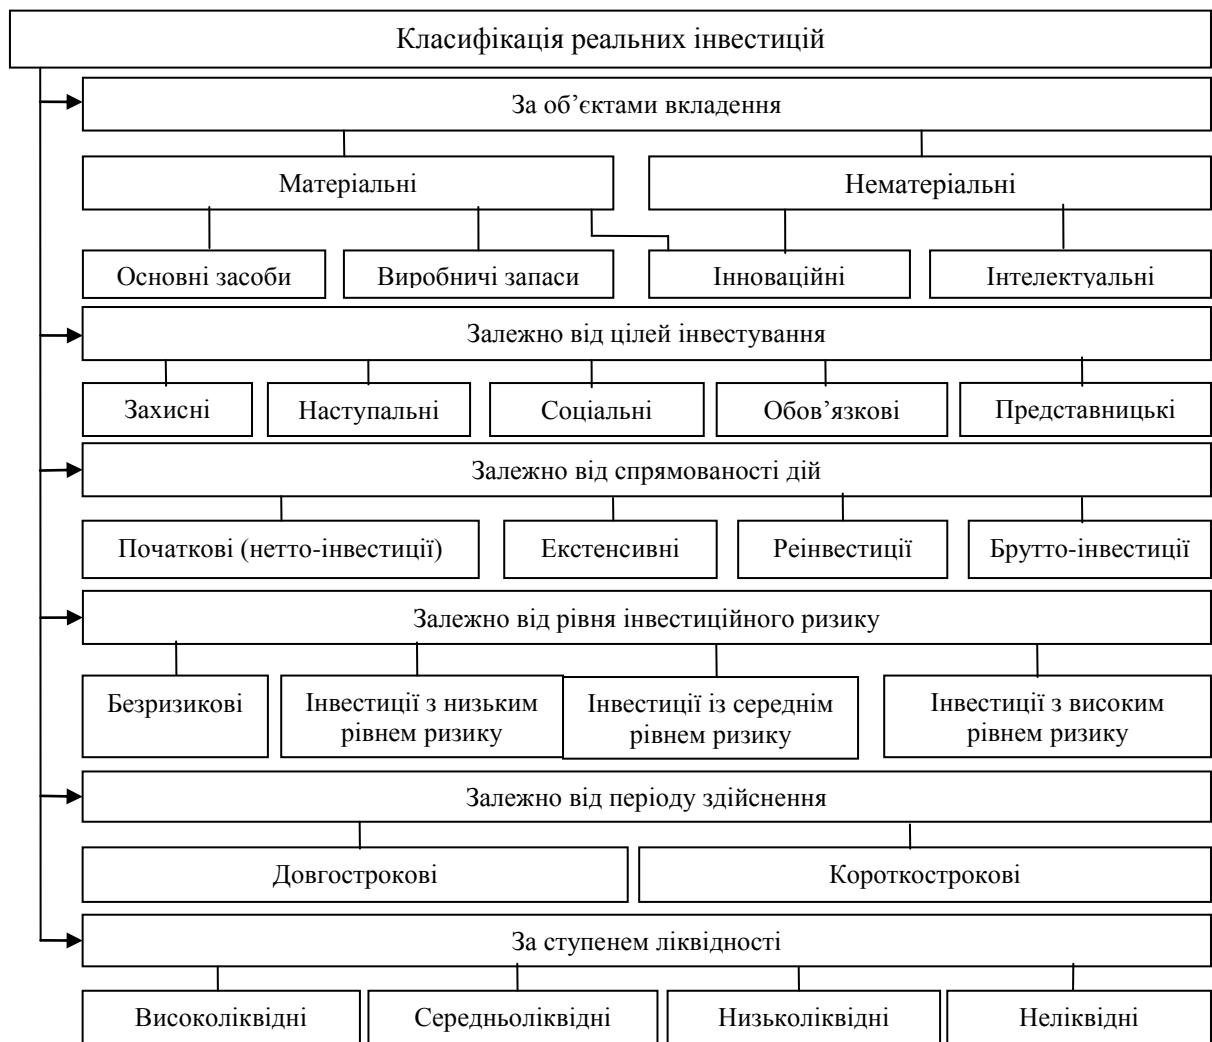 Класифікація реальних інвестицій
За об’єктами вкладення
Матеріальні
Нематеріальні
Основні засоби
Виробничі запаси
Інноваційні
Інтелектуальні
Залежно від цілей інвестування
Захисні
Наступальні
Соціальні
Обов’язкові
Представницькі
Залежно від спрямованості дій
Початкові (нетто-інвестиції)
Екстенсивні
Реінвестиції
Брутто-інвестиції
Залежно від рівня інвестиційного ризику
Безризикові
Інвестиції з низьким
рівнем ризику
Інвестиції із середнім
рівнем ризику
Інвестиції з високим
рівнем ризику
Залежно від періоду здійснення
Довгострокові
Короткострокові
За ступенем ліквідності
Високоліквідні
Середньоліквідні
Низьколіквідні
Неліквідні